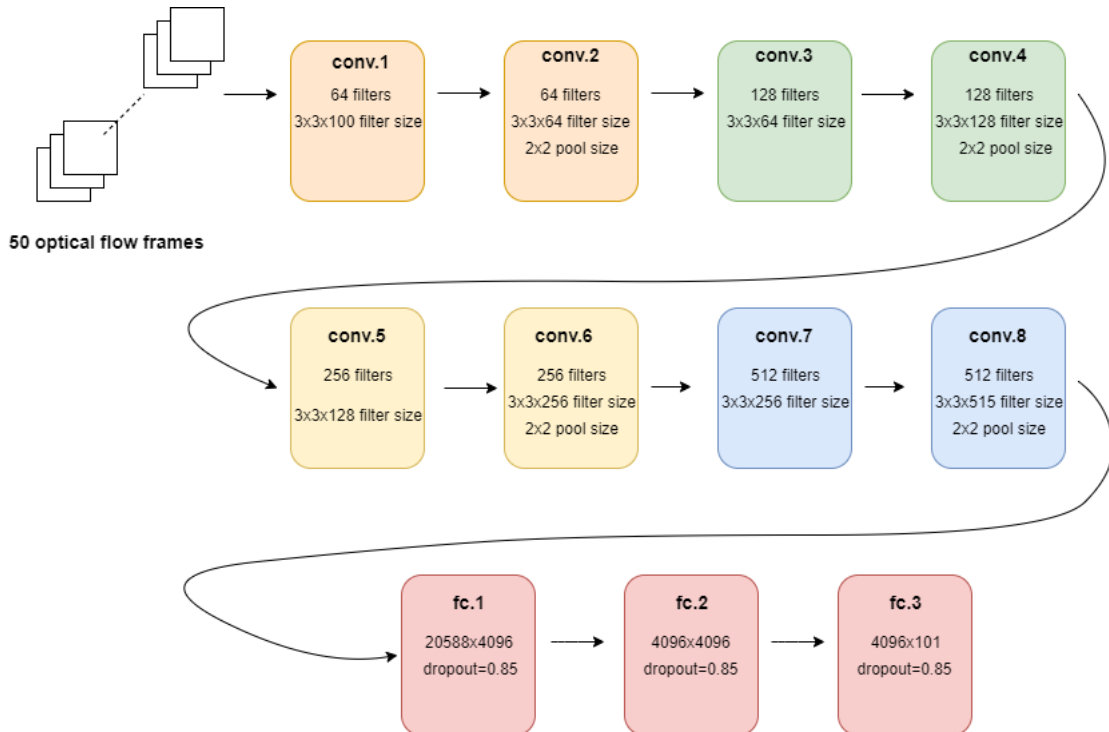 50 optical flow frames
conv.1
64 filters
3x3x100 filter size
conv.2
64 filters
3x3x64 filter size
2x2 pool size
conv.3
128 filters
3x3x64 filter size
conv.4
128 filters
3x3x128 filter size
2x2 pool size
conv.5
256 filters
3x3x128 filter size
conv.6
256 filters
3x3x256 filter size
2x2 pool size
conv.7
512 filters
3x3x256 filter size
conv.8
512 filters
3x3x515 filter size
2x2 pool size
fc.1
20588x4096
dropout=0.85
fc.2
4096x4096
dropout=0.85
fc.3
4096x101
dropout=0.85